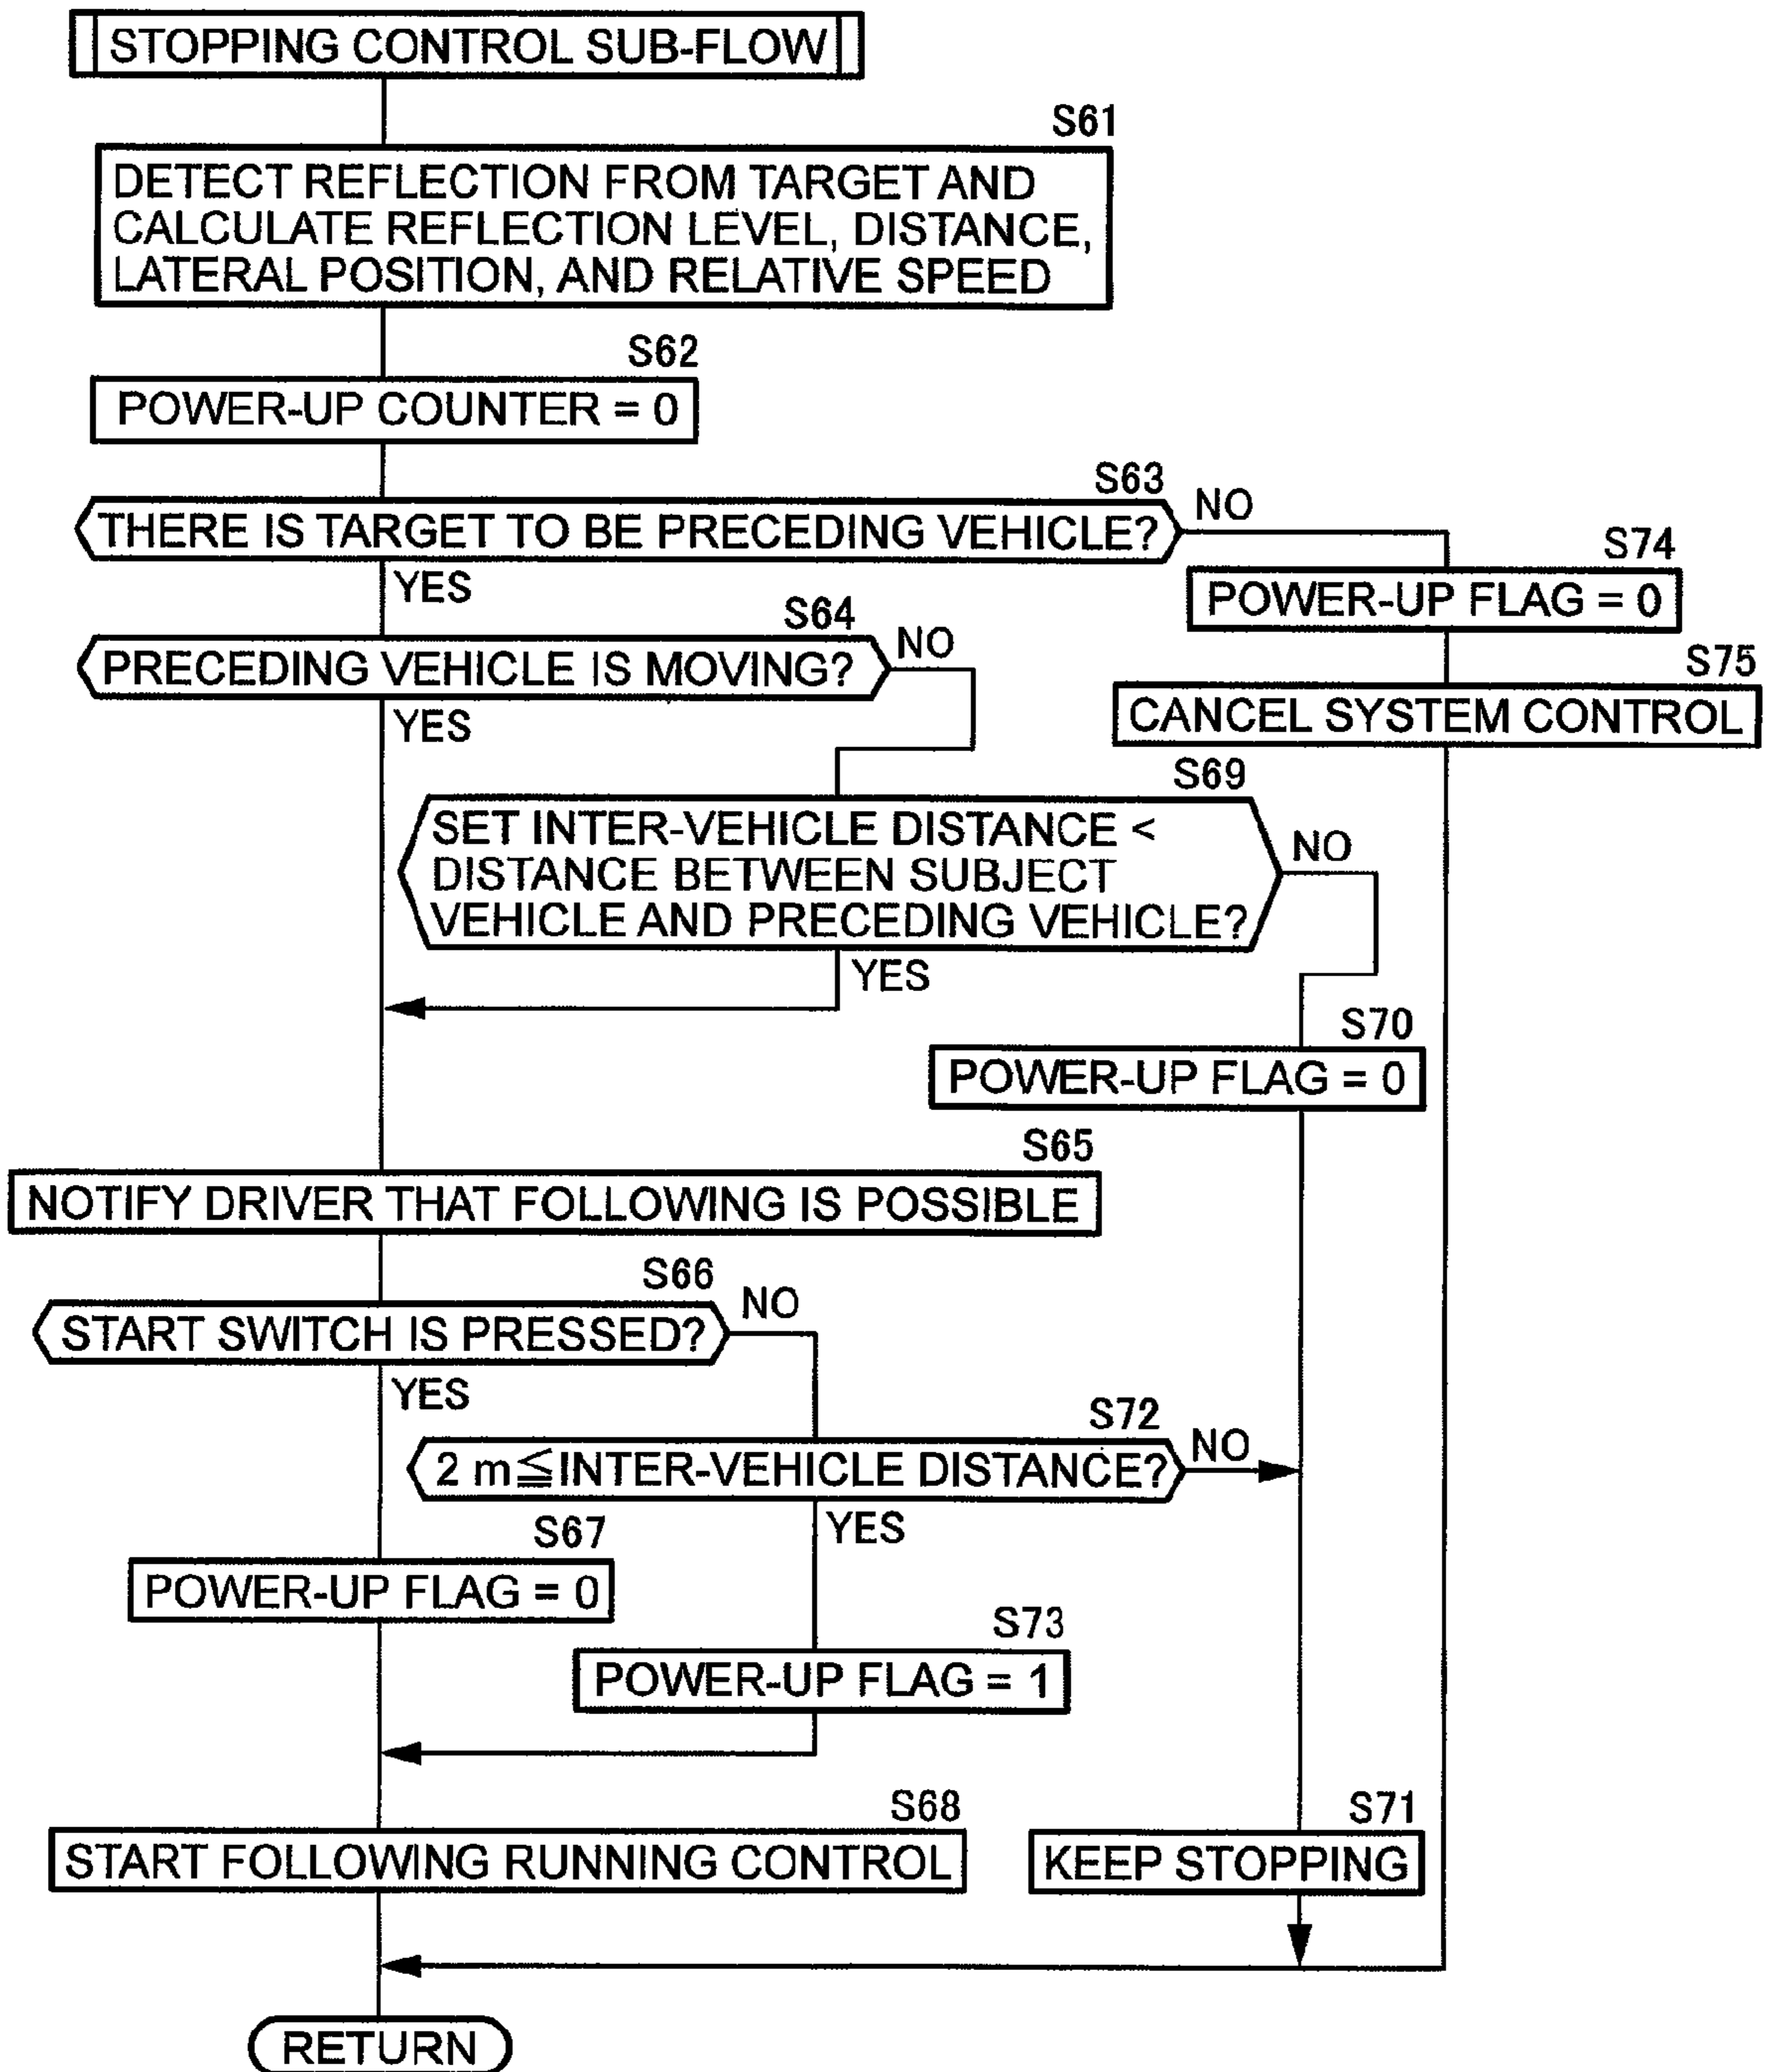 STOPPING CONTROL SUB-FLOW
S61
DETECT REFLECTION FROM TARGET AND
CALCULATE REFLECTION LEVEL, DISTANCE,
LATERAL POSITION, AND RELATIVE SPEED
S62
POWER-UP COUNTER = 0
S63
THERE IS TARGET TO BE PRECEDING VEHICLE?
NO
YES
S74
POWER-UP FLAG = 0
S64
PRECEDING VEHICLE IS MOVING?
NO
YES
S75
CANCEL SYSTEM CONTROL
S69
SET INTER-VEHICLE DISTANCE <
DISTANCE BETWEEN SUBJECT
VEHICLE AND PRECEDING VEHICLE?
NO
YES
S70
POWER-UP FLAG = 0
S65
NOTIFY DRIVER THAT FOLLOWING IS POSSIBLE
S66
START SWITCH IS PRESSED?
NO
YES
S72
2 m≦INTER-VEHICLE DISTANCE?
NO
YES
S67
POWER-UP FLAG = 0
S73
POWER-UP FLAG = 1
S68
START FOLLOWING RUNNING CONTROL
S71
KEEP STOPPING
RETURN